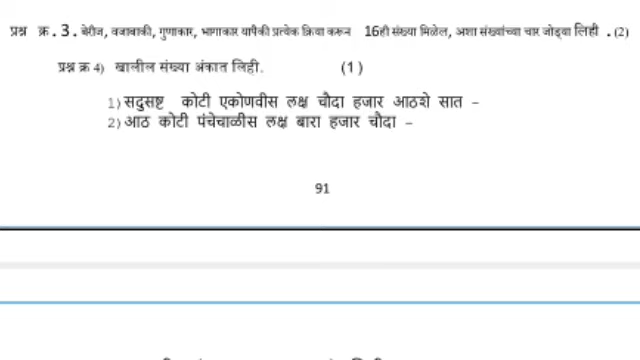 प्रश्न क्र.3. बेरीज, वजाबाकी, गुणाकार, भागाकार यापैकी प्रत्येक क्रिया करून 16ही संख्या मिळेल, अशा संख्यांच्या चार जोड्या लिही .(2)
प्रश्न क्र 4) खालील संख्या अंकात लिही. (1)
1) सदुसष्ट कोटी एकोणवीस लक्ष चौदा हजार आठशे सात -
2) आठ कोटी पंचेचाळीस लक्ष बारा हजार चौदा -
91